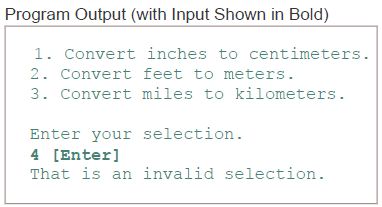 Program Output (with Input Shown in Bold)
1. Convert inches to centimeters.
2. Convert feet to meters.
3. Convert miles to kilometers.
Enter your selection.
4 [Enter]
That is an invalid selection.